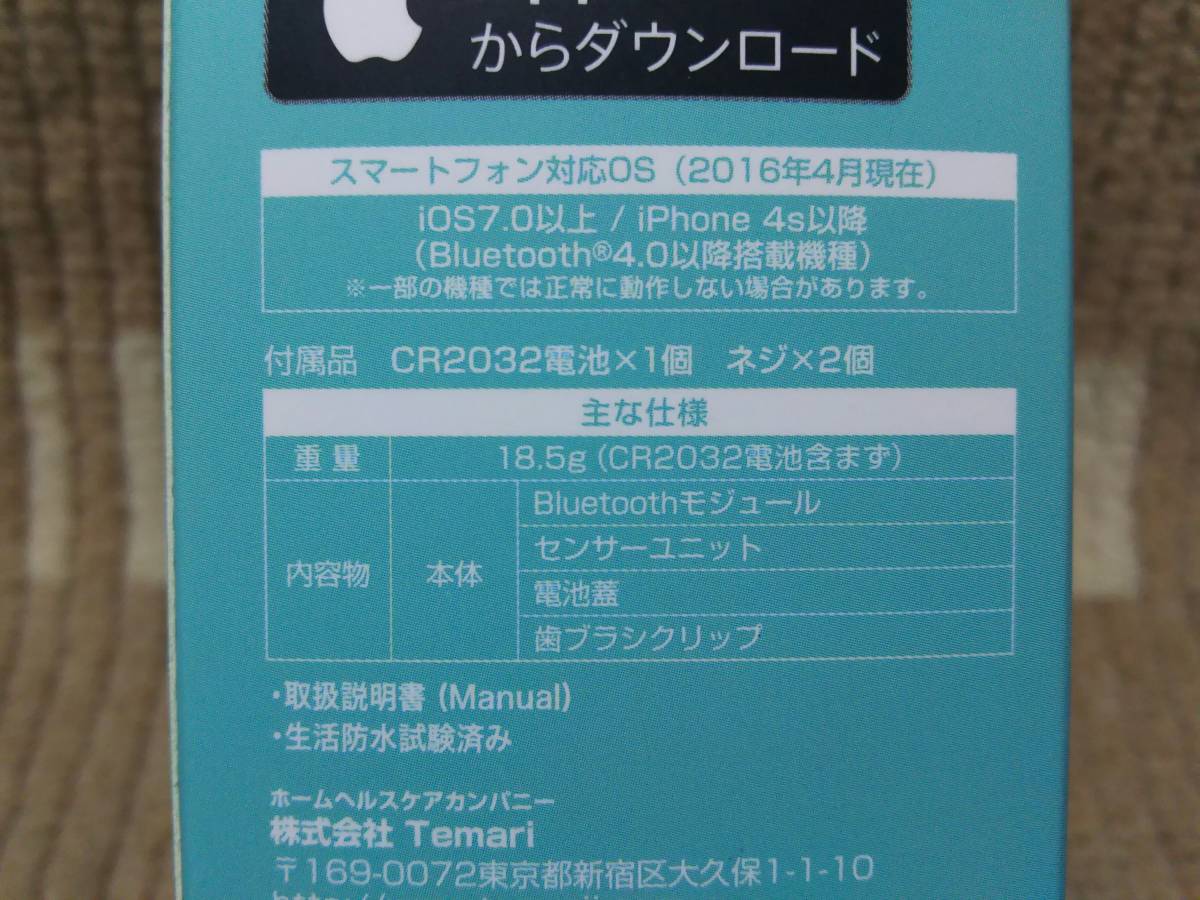 からダウンロード
スマートフォン対応OS（2016年4月現在）
iOS7.0以上 / iPhone 4s以降
（Bluetooth®4.0以降搭載機種）
※一部の機種では正常に動作しない場合があります。
付属品　CR2032電池×1個　ネジ×2個
主な仕様
重 量　18.5g（CR2032電池含まず）
内容物　本体　Bluetoothモジュール
センサーユニット
電池蓋
歯ブラシクリップ
・取扱説明書 (Manual)
・生活防水試験済み
ホームヘルスケアカンパニー
株式会社 Temari
〒169-0072東京都新宿区大久保1-1-10